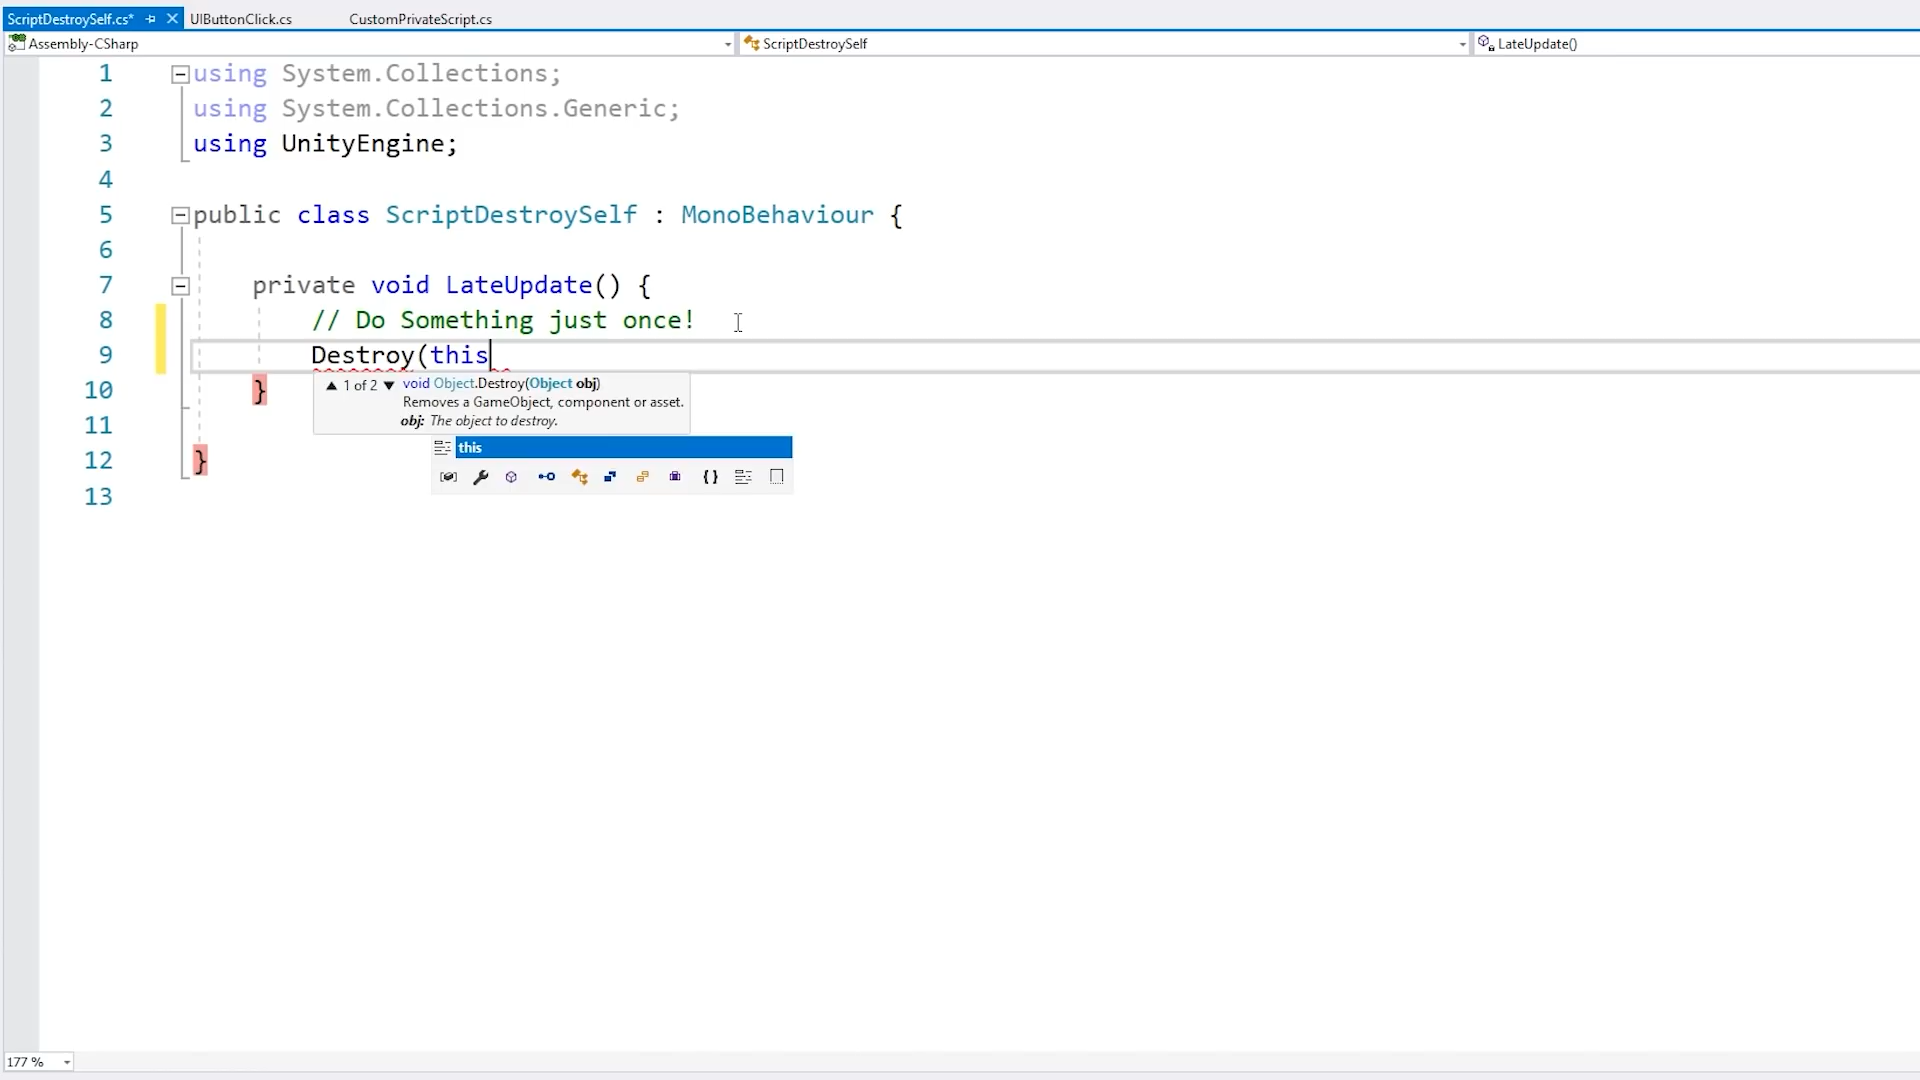 ScriptDestroySelf.cs* UIButtonClick.cs CustomPrivateScript.cs
Assembly-CSharp ScriptDestroySelf LateUpdate()
1 using System.Collections;
2 using System.Collections.Generic;
3 using UnityEngine;
4
5 public class ScriptDestroySelf : MonoBehaviour {
6
7 private void LateUpdate() {
8 // Do Something just once!
9 Destroy(this
10 }
▲ 1 of 2 ▼ void Object.Destroy(Object obj)
Removes a GameObject, component or asset.
obj: The object to destroy.
11
this
12 }
13
177 %